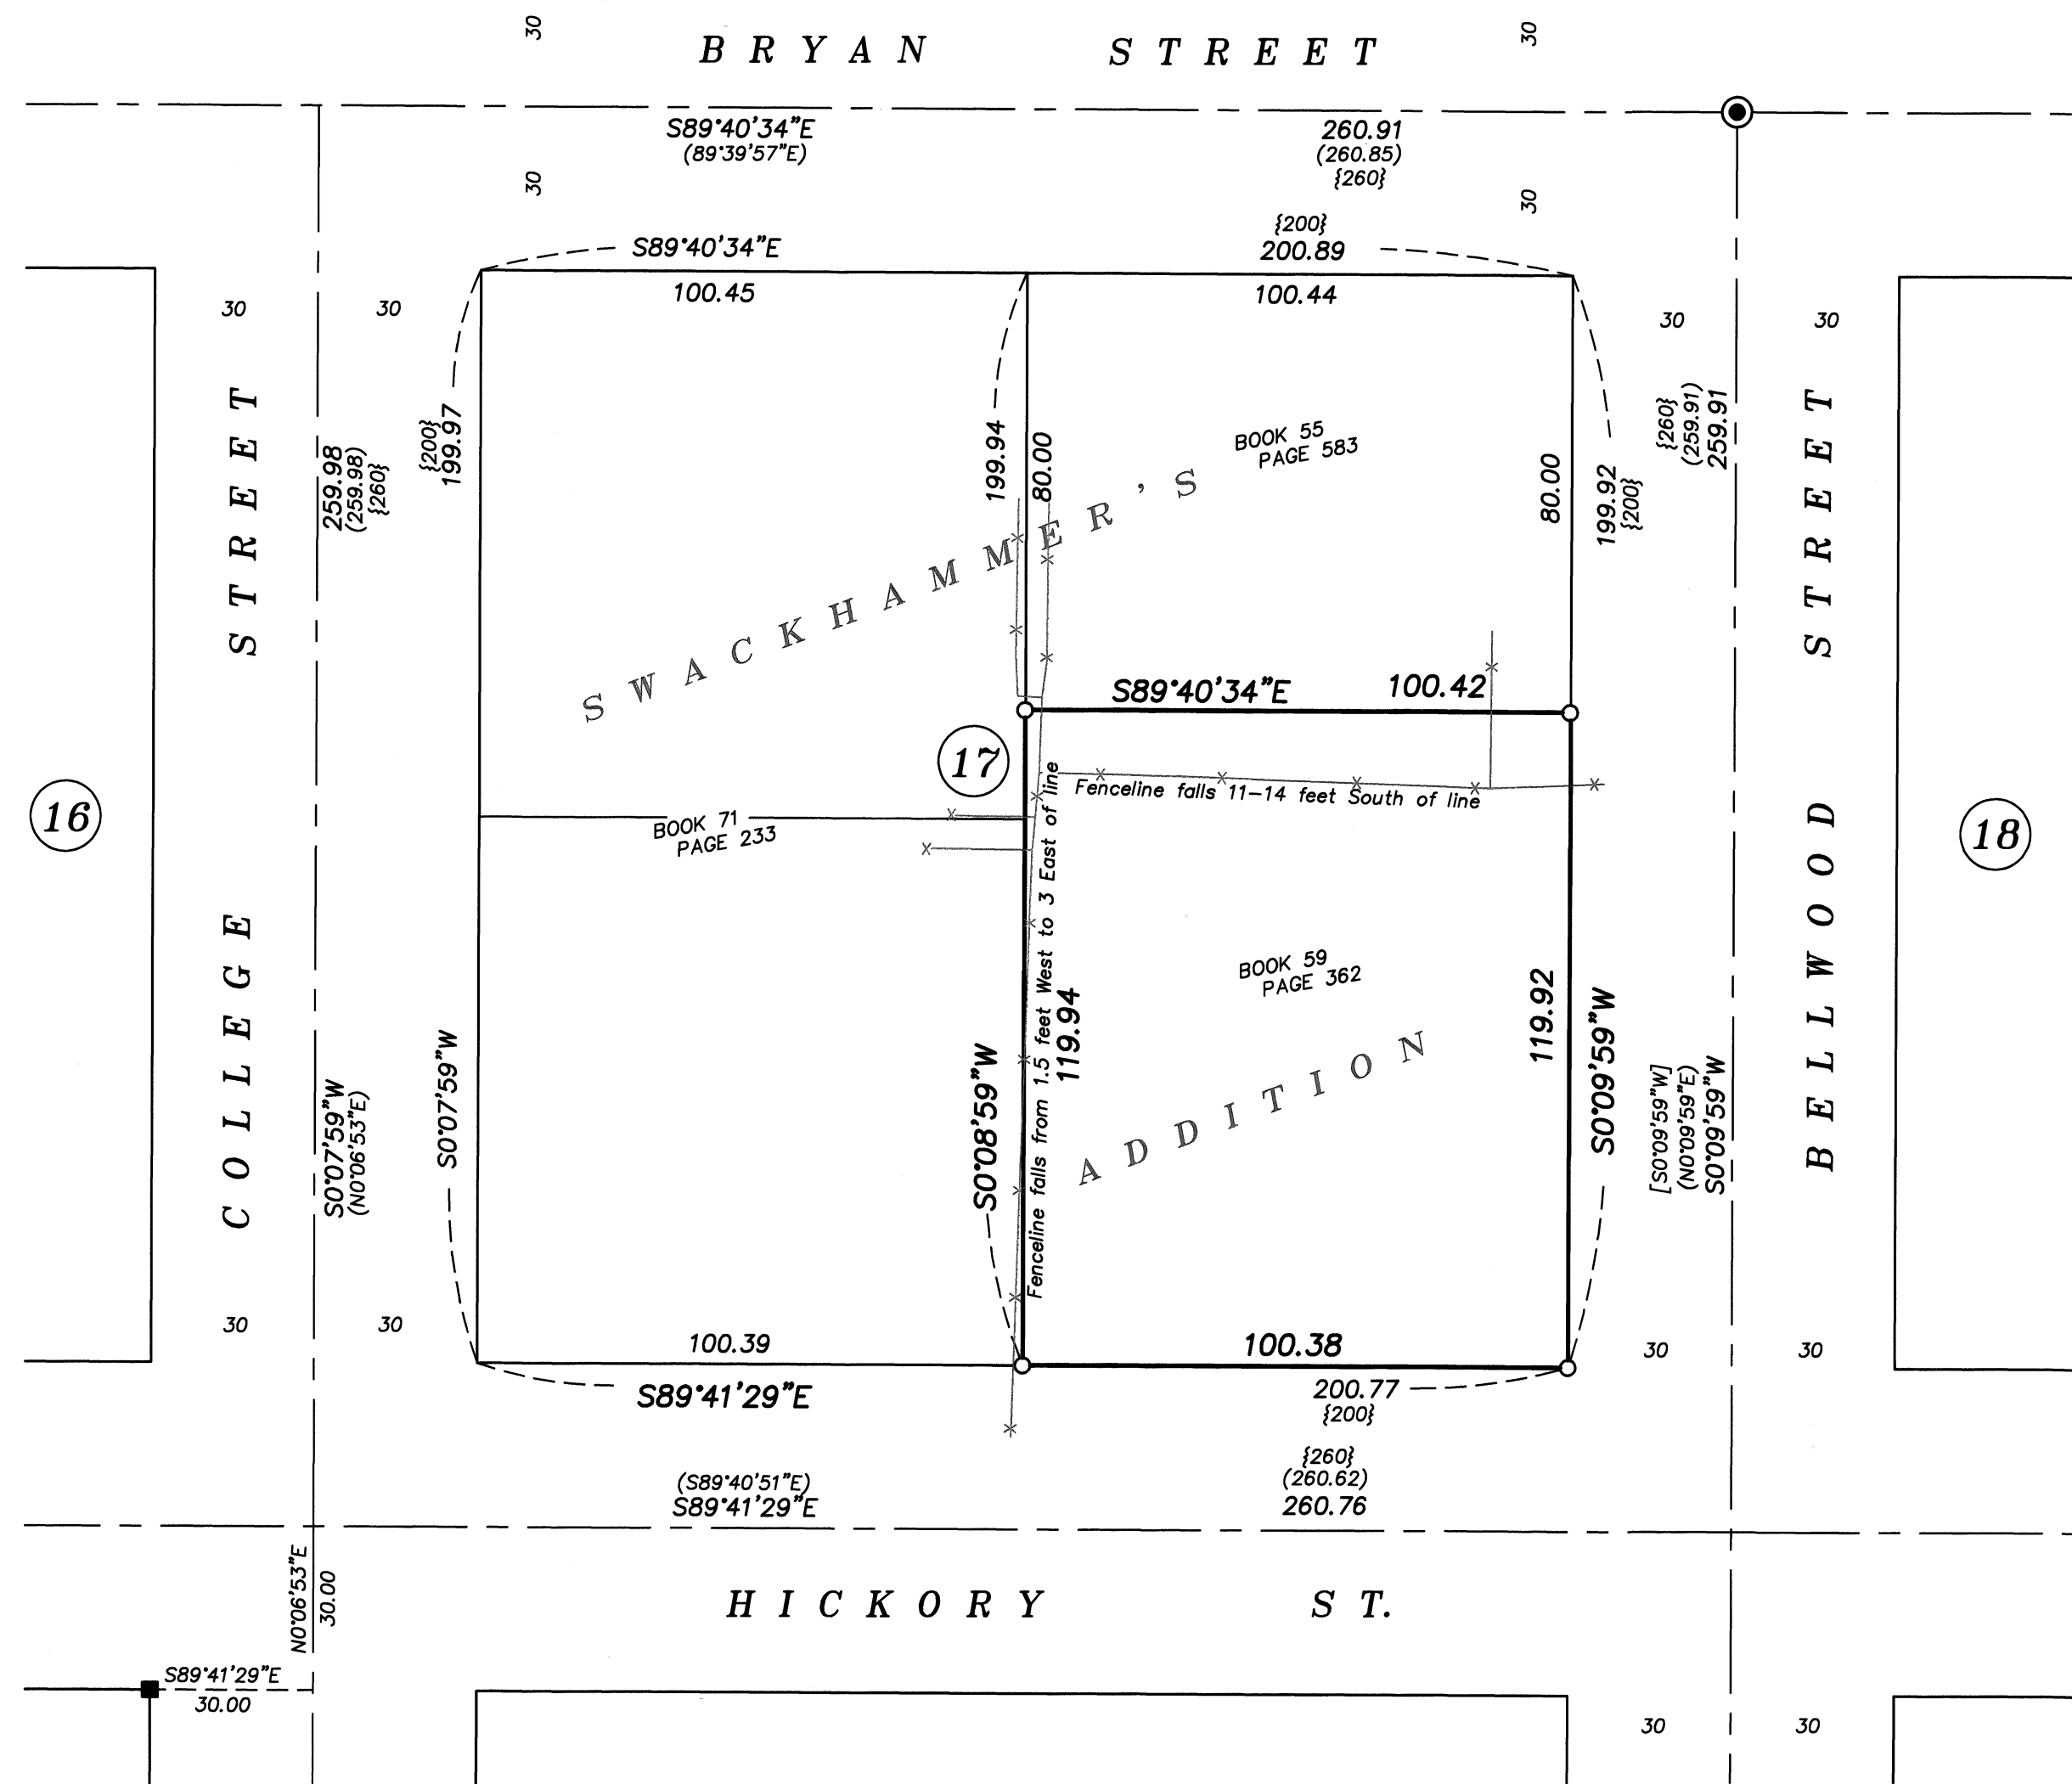 30
BRYAN STREET
30
S89°40'34"E
(89°39'57"E)
260.91
(260.85)
{260}
30
30
S89°40'34"E
{200}
200.89
100.45
100.44
30
30
30
30
STREET
COLLEGE
259.98
(259.98)
{260}
{200}
199.97
199.94
80.00
BOOK 55
PAGE 583
80.00
199.92
{200}
{260}
(259.91)
259.91
STREET
BELLWOOD
SWACKHAMMER'S
S89°40'34"E
100.42
17
16
18
Fenceline falls 11-14 feet South of line
BOOK 71
PAGE 233
Fenceline falls from 1.5 feet West to 3 East of line
119.94
BOOK 59
PAGE 362
119.92
ADDITION
S0°07'59"W
(N0°06'53"E)
S0°07'59"W
S0°08'59"W
S0°09'59"W
[S0°09'59"W]
(N0°09'59"E)
S0°09'59"W
30
30
100.39
100.38
30
30
S89°41'29"E
200.77
{200}
(S89°40'51"E)
S89°41'29"E
{260}
(260.62)
260.76
N0°06'53"E
30.00
HICKORY ST.
S89°41'29"E
30.00
30
30